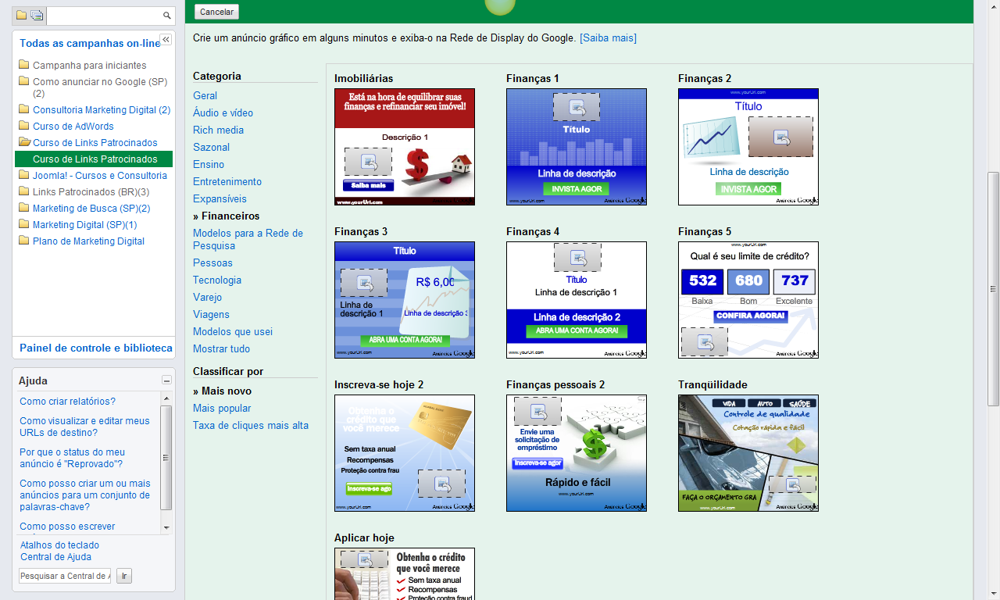 Cancelar
Crie um anúncio gráfico em alguns minutos e exiba-o na Rede de Display do Google. [Saiba mais]
Todas as campanhas on-line
«
Campanha para iniciantes
Como anunciar no Google (SP)
(2)
Consultoria Marketing Digital (2)
Curso de AdWords
Curso de Links Patrocinados
Curso de Links Patrocinados
Joomla! - Cursos e Consultoria
Links Patrocinados (BR)(3)
Marketing de Busca (SP)(2)
Marketing Digital (SP)(1)
Plano de Marketing Digital
Painel de controle e biblioteca
Ajuda
Como criar relatórios?
Como visualizar e editar meus
URLs de destino?
Por que o status do meu
anúncio é "Reprovado"?
Como posso criar um ou mais
anúncios para um conjunto de
palavras-chave?
Como posso escrever
Atalhos do teclado
Central de Ajuda
Pesquisar a Central de A
Ir
Categoria
Geral
Áudio e vídeo
Rich media
Sazonal
Ensino
Entretenimento
Expansíveis
» Financeiros
Modelos para a Rede de
Pesquisa
Pessoas
Tecnologia
Varejo
Viagens
Modelos que usei
Mostrar tudo
Classificar por
» Mais novo
Mais popular
Taxa de cliques mais alta
Imobiliárias
Está na hora de equilibrar suas
finanças e refinanciar seu imóvel!
Descrição 1
Saiba mais
www.yourUrl.com
Anúncios Google
Finanças 1
Título
Linha de descrição
INVISTA AGOR
www.yourUrl.com
Anúncios Google
Finanças 2
www.yourUrl.com
Título
Linha de descrição
INVISTA AGOR
Anúncios Google
Finanças 3
Título
R$ 6,00
Linha de
descrição 1
Linha de descrição
ABRA UMA CONTA AGORA!
www.yourUrl.com
Anúncios Google
Finanças 4
Título
Linha de descrição 1
Linha de descrição 2
ABRA UMA CONTA AGORA!
www.yourUrl.com
Anúncios Google
Finanças 5
www.yourUrl.com
Qual é seu limite de crédito?
532 680 737
Baixa Bom Excelente
CONFIRA AGORA!
Anúncios Google
Inscreva-se hoje 2
Obtenha o
crédito que
você merece
Sem taxa anual
Recompensas
Proteção contra frau
Inscreva-se ago
www.yourUrl.com
Anúncios Google
Finanças pessoais 2
Envie uma
solicitação de
empréstimo
Inscreva-se agor
Rápido e fácil
www.yourUrl.com
Anúncios Google
Tranqüilidade
VIDA AUTO SAÚDE
Controle de qualidade
Cotação rápida e fácil
FAÇA O ORÇAMENTO GRA
www.yourUrl.com
Anúncios Google
Aplicar hoje
Obtenha o crédito
que você merece
Sem taxa anual
Recompensas
Proteção contra fraud